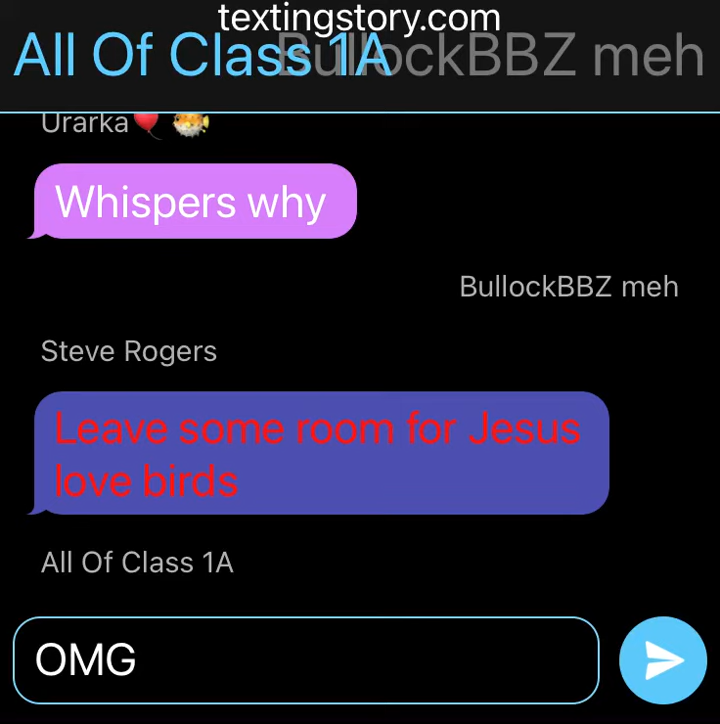 textingstory.com
All Of Class 1A BullockBBZ meh
Urarka🎈 🐡
Whispers why
BullockBBZ meh
Steve Rogers
Leave some room for Jesus
love birds
All Of Class 1A
OMG